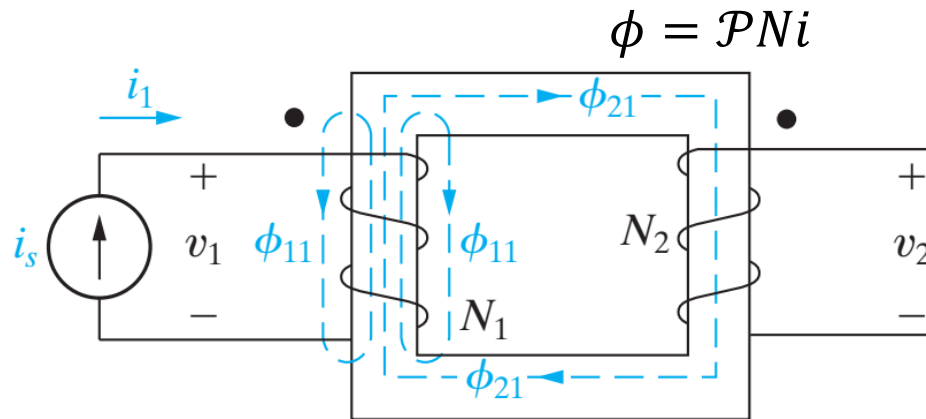 ϕ = 𝒫Ni
i₁
ϕ₂₁
+
+
N₂
iₛ
v₁
ϕ₁₁
ϕ₁₁
v₂
−
N₁
−
ϕ₂₁